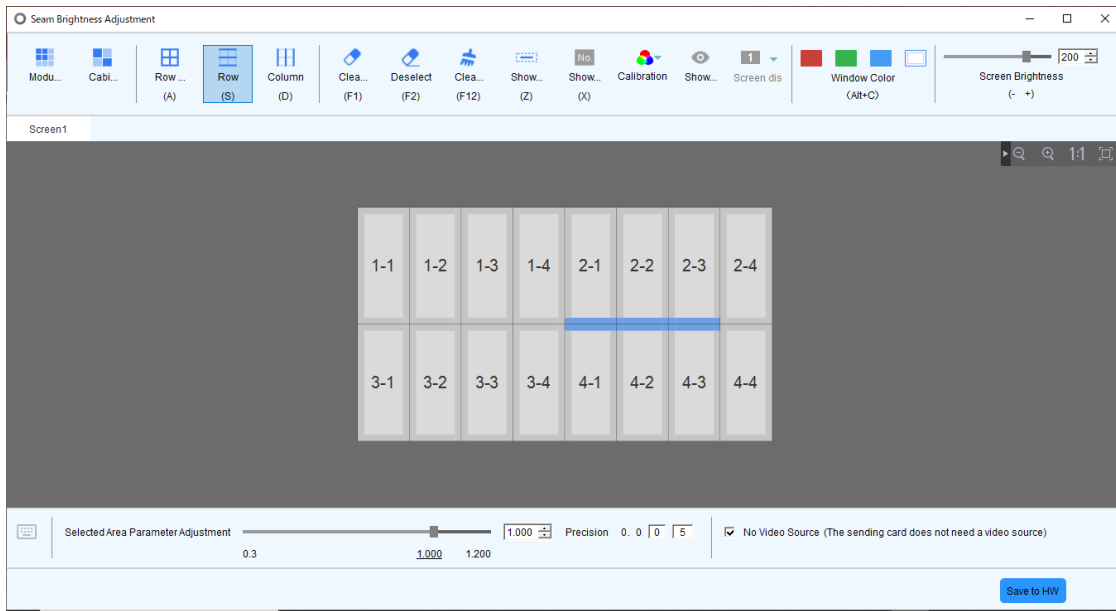 Seam Brightness Adjustment
Modu... Cabi... Row ... Row Column Clea... Deselect Clea... Show... No. Show... Calibration Show... 1 Screen dis Window Color 200 Screen Brightness
(A) (S) (D) (F1) (F2) (F12) (Z) (X) (Alt+C) (- +)
Screen1
1:1
1-1 1-2 1-3 1-4 2-1 2-2 2-3 2-4
3-1 3-2 3-3 3-4 4-1 4-2 4-3 4-4
Selected Area Parameter Adjustment 1.000 Precision 0. 0 0 5 No Video Source (The sending card does not need a video source)
0.3 1.000 1.200
Save to HW